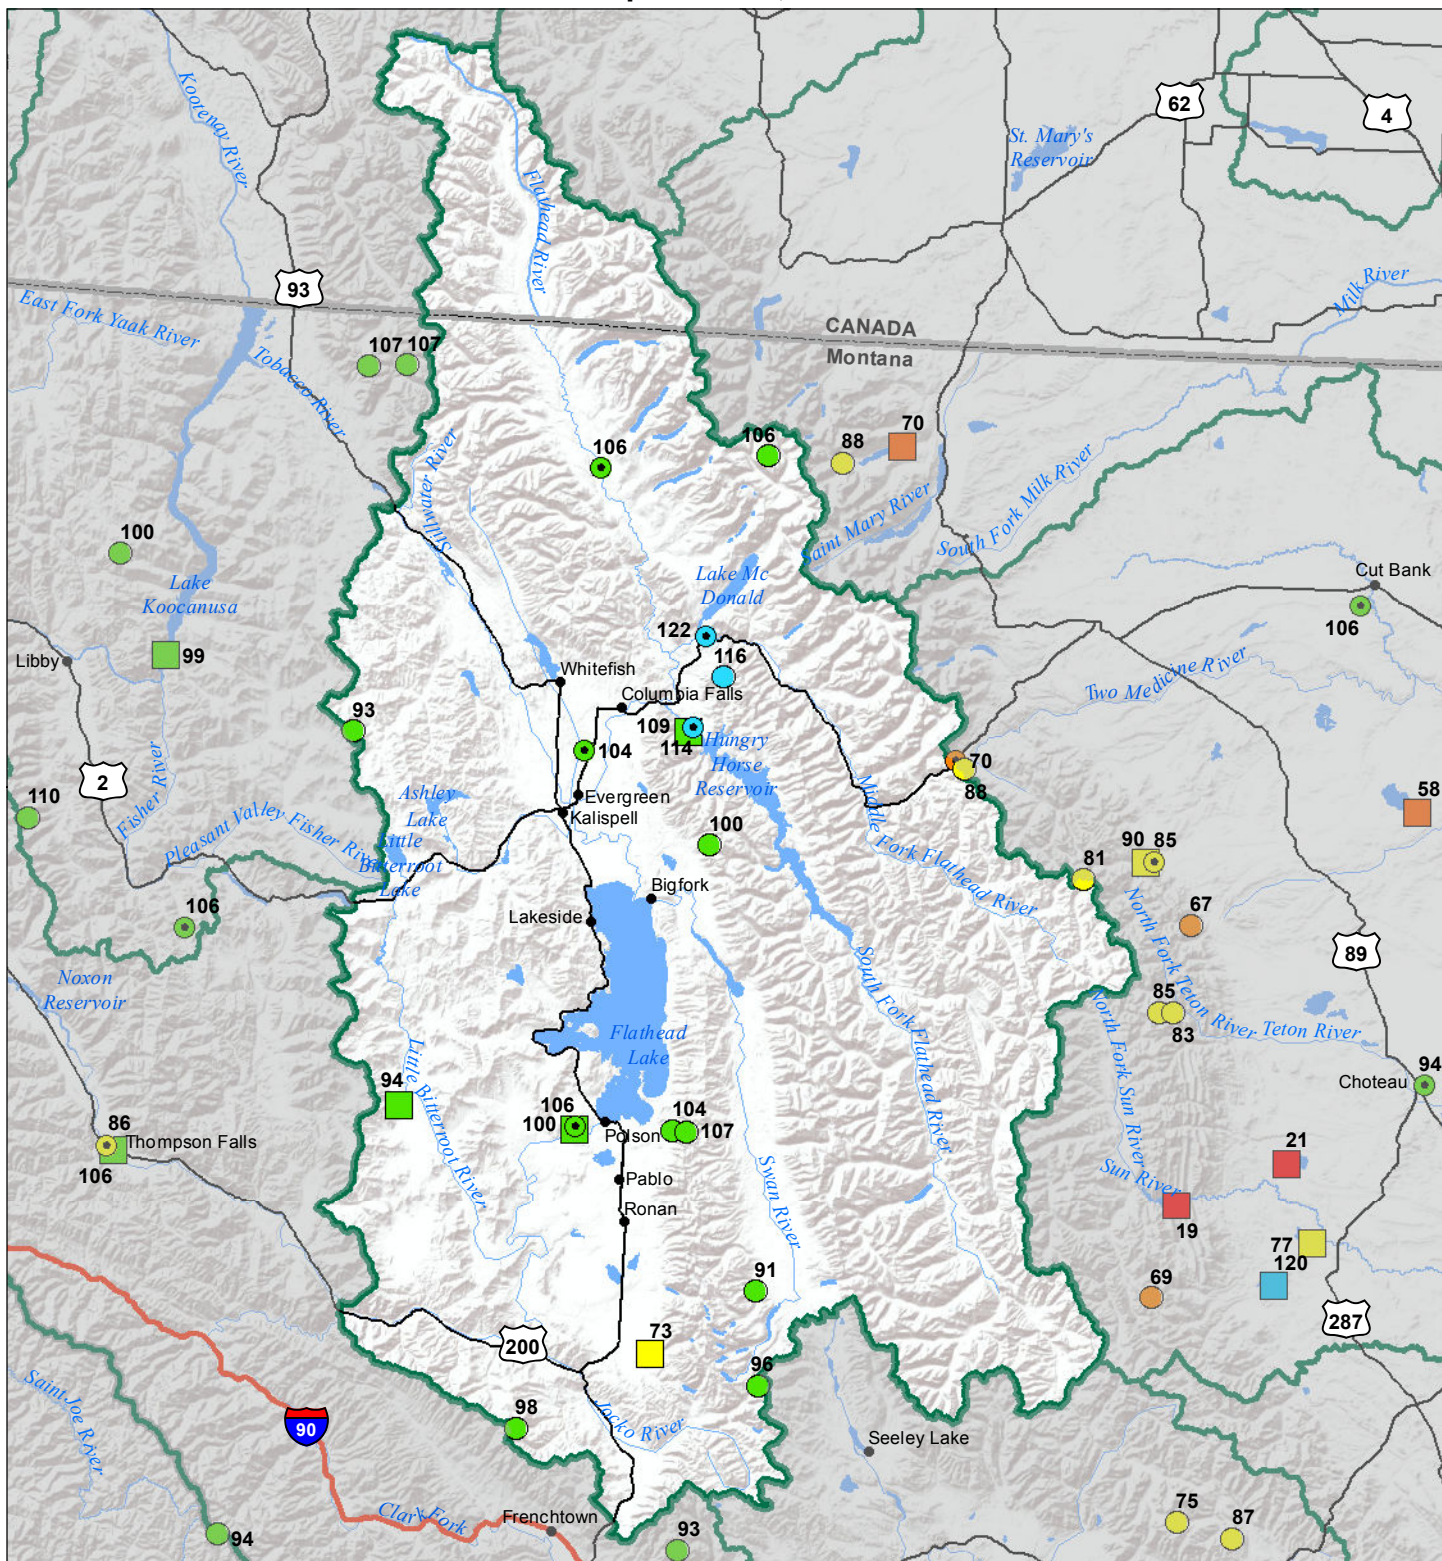 62
4
St. Mary's
Reservoir
Kootenay River
Flathead River
93
East Fork Yaak River
Milk River
CANADA
Montana
Tobacco River
107
107
106
106
88
70
Stillwater River
Saint Mary River
South Fork Milk River
100
Lake
Koocanusa
Lake Mc
Donald
Cut Bank
106
122
116
Libby
99
Whitefish
Columbia Falls
Two Medicine River
93
109
114
Hungry
Horse
Reservoir
104
70
88
2
Fisher River
110
Ashley
Lake
Evergreen
Kalispell
58
Pleasant Valley Fisher River
Little
Bitterroot
Lake
100
Middle Fork Flathead River
81
90
85
Bigfork
Lakeside
106
67
North Fork Teton River
89
Noxon
Reservoir
South Fork Flathead River
85
83
Teton River
Flathead
Lake
North Fork Sun River
Little Bitterroot River
94
94
Choteau
106
100
104
107
Polson
86
Thompson Falls
106
21
Pablo
Swan River
Sun River
Ronan
19
77
120
91
69
287
200
73
96
Saint Joe River
98
Jocko River
90
Seeley Lake
Clark Fork
Frenchtown
75
87
94
93